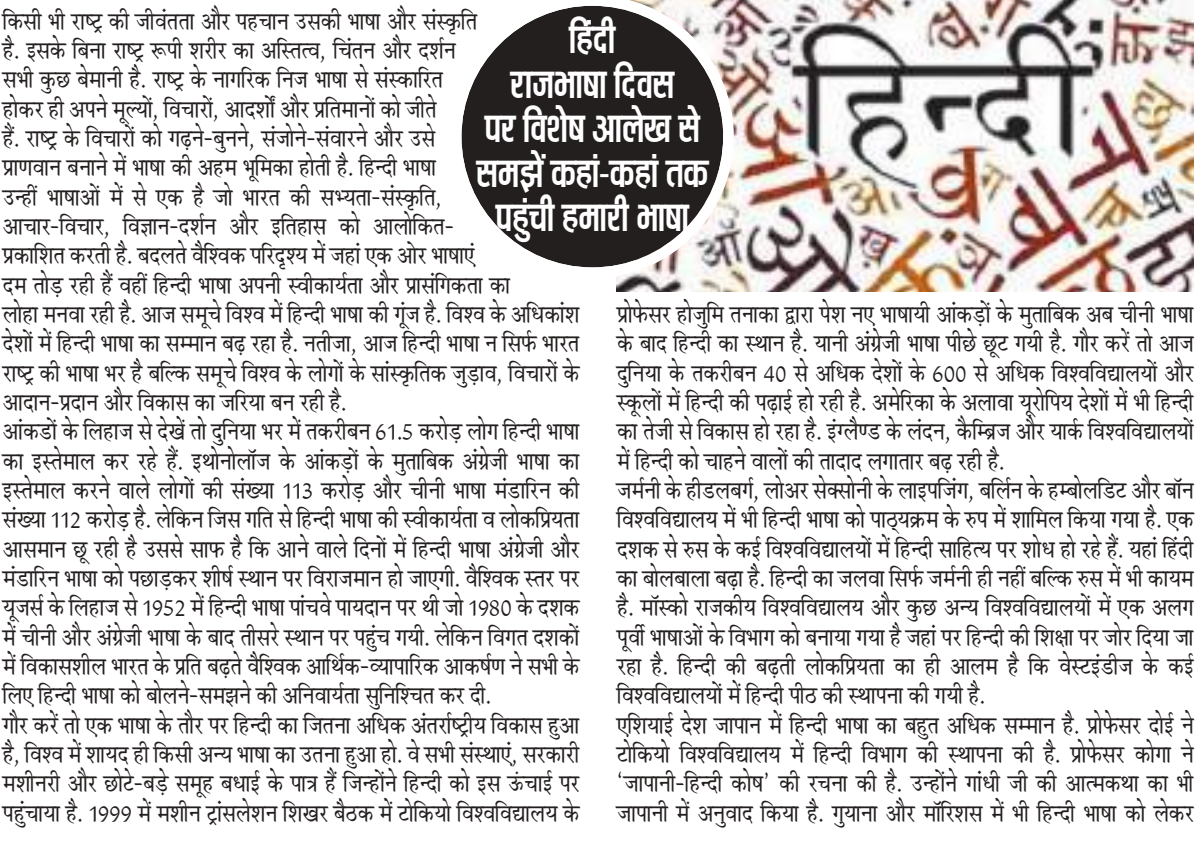 किसी भी राष्ट्र की जीवंतता और पहचान उसकी भाषा और संस्कृति
है. इसके बिना राष्ट्र रूपी शरीर का अस्तित्व, चिंतन और दर्शन
सभी कुछ बेमानी है. राष्ट्र के नागरिक निज भाषा से संस्कारित
होकर ही अपने मूल्यों, विचारों, आदर्शों और प्रतिमानों को जीते
हैं. राष्ट्र के विचारों को गढ़ने-बुनने, संजोने-संवारने और उसे
प्राणवान बनाने में भाषा की अहम भूमिका होती है. हिन्दी भाषा
उन्हीं भाषाओं में से एक है जो भारत की सभ्यता-संस्कृति,
आचार-विचार, विज्ञान-दर्शन और इतिहास को आलोकित-
प्रकाशित करती है. बदलते वैश्विक परिदृश्य में जहां एक ओर भाषाएं
दम तोड़ रही हैं वहीं हिन्दी भाषा अपनी स्वीकार्यता और प्रासंगिकता का
लोहा मनवा रही है. आज समूचे विश्व में हिन्दी भाषा की गूंज है. विश्व के अधिकांश
देशों में हिन्दी भाषा का सम्मान बढ़ रहा है. नतीजा, आज हिन्दी भाषा न सिर्फ भारत
राष्ट्र की भाषा भर है बल्कि समूचे विश्व के लोगों के सांस्कृतिक जुड़ाव, विचारों के
आदान-प्रदान और विकास का जरिया बन रही है.
आंकडों के लिहाज से देखें तो दुनिया भर में तकरीबन 61.5 करोड़ लोग हिन्दी भाषा
का इस्तेमाल कर रहे हैं. इथोनोलॉज के आंकड़ों के मुताबिक अंग्रेजी भाषा का
इस्तेमाल करने वाले लोगों की संख्या 113 करोड़ और चीनी भाषा मंडारिन की
संख्या 112 करोड़ है. लेकिन जिस गति से हिन्दी भाषा की स्वीकार्यता व लोकप्रियता
आसमान छू रही है उससे साफ है कि आने वाले दिनों में हिन्दी भाषा अंग्रेजी और
मंडारिन भाषा को पछाड़कर शीर्ष स्थान पर विराजमान हो जाएगी. वैश्विक स्तर पर
यूजर्स के लिहाज से 1952 में हिन्दी भाषा पांचवे पायदान पर थी जो 1980 के दशक
में चीनी और अंग्रेजी भाषा के बाद तीसरे स्थान पर पहुंच गयी. लेकिन विगत दशकों
में विकासशील भारत के प्रति बढ़ते वैश्विक आर्थिक-व्यापारिक आकर्षण ने सभी के
लिए हिन्दी भाषा को बोलने-समझने की अनिवार्यता सुनिश्चित कर दी.
गौर करें तो एक भाषा के तौर पर हिन्दी का जितना अधिक अंतर्राष्ट्रीय विकास हुआ
है, विश्व में शायद ही किसी अन्य भाषा का उतना हुआ हो. वे सभी संस्थाएं, सरकारी
मशीनरी और छोटे-बड़े समूह बधाई के पात्र हैं जिन्होंने हिन्दी को इस ऊंचाई पर
पहुंचाया है. 1999 में मशीन ट्रांसलेशन शिखर बैठक में टोकियो विश्वविद्यालय के
हिंदी
राजभाषा दिवस
पर विशेष आलेख से
समझें कहां-कहां तक
पहुंची हमारी भाषा
हिन्दी
प्रोफेसर होजुमि तनाका द्वारा पेश नए भाषायी आंकड़ों के मुताबिक अब चीनी भाषा
के बाद हिन्दी का स्थान है. यानी अंग्रेजी भाषा पीछे छूट गयी है. गौर करें तो आज
दुनिया के तकरीबन 40 से अधिक देशों के 600 से अधिक विश्वविद्यालयों और
स्कूलों में हिन्दी की पढ़ाई हो रही है. अमेरिका के अलावा यूरोपिय देशों में भी हिन्दी
का तेजी से विकास हो रहा है. इंग्लैण्ड के लंदन, कैम्ब्रिज और यार्क विश्वविद्यालयों
में हिन्दी को चाहने वालों की तादाद लगातार बढ़ रही है.
जर्मनी के हीडलबर्ग, लोअर सेक्सोनी के लाइपजिंग, बर्लिन के हम्बोलडिट और बॉन
विश्वविद्यालय में भी हिन्दी भाषा को पाठ्यक्रम के रुप में शामिल किया गया है. एक
दशक से रुस के कई विश्वविद्यालयों में हिन्दी साहित्य पर शोध हो रहे हैं. यहां हिंदी
का बोलबाला बढ़ा है. हिन्दी का जलवा सिर्फ जर्मनी ही नहीं बल्कि रुस में भी कायम
है. मॉस्को राजकीय विश्वविद्यालय और कुछ अन्य विश्वविद्यालयों में एक अलग
पूर्वी भाषाओं के विभाग को बनाया गया है जहां पर हिन्दी की शिक्षा पर जोर दिया जा
रहा है. हिन्दी की बढ़ती लोकप्रियता का ही आलम है कि वेस्टइंडीज के कई
विश्वविद्यालयों में हिन्दी पीठ की स्थापना की गयी है.
एशियाई देश जापान में हिन्दी भाषा का बहुत अधिक सम्मान है. प्रोफेसर दोई ने
टोकियो विश्वविद्यालय में हिन्दी विभाग की स्थापना की है. प्रोफेसर कोगा ने
‘जापानी-हिन्दी कोष’ की रचना की है. उन्होंने गांधी जी की आत्मकथा का भी
जापानी में अनुवाद किया है. गुयाना और मॉरिशस में भी हिन्दी भाषा को लेकर